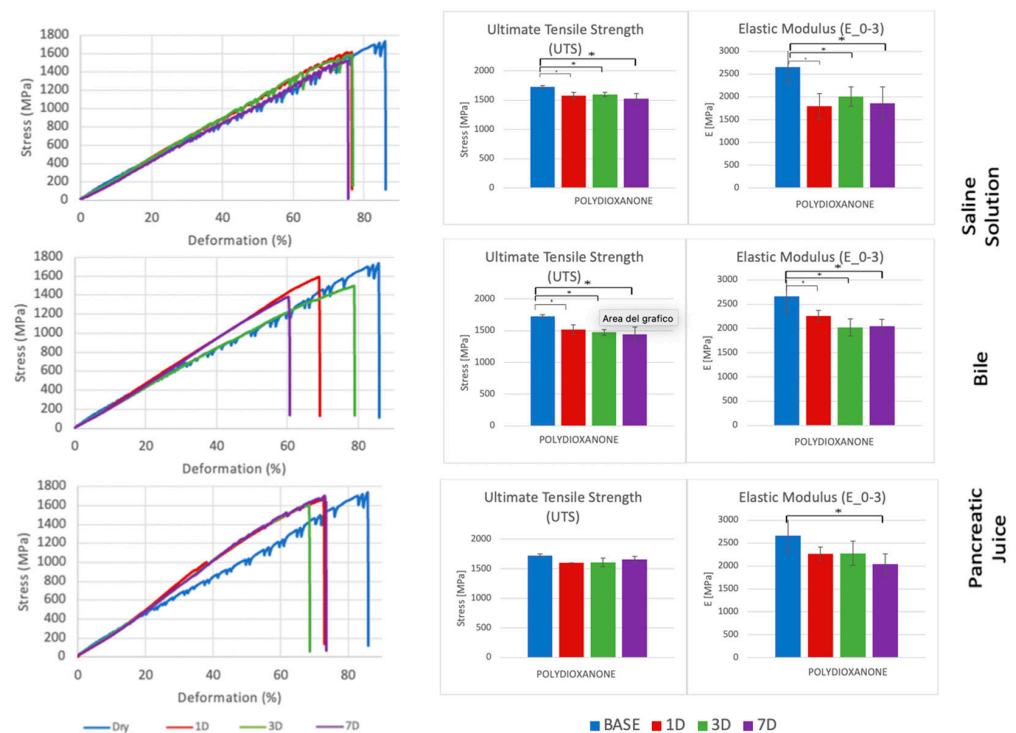 1800
1600
1400
1200
1000
800
600
400
200
0
Stress (MPa)
0 20 40 60 80
Deformation (%)
Ultimate Tensile Strength
(UTS)
*
*
*
2000
1500
1000
500
0
Stress [MPa]
POLYDIOXANONE
Elastic Modulus (E_0-3)
*
*
*
3000
2500
2000
1500
1000
500
0
E [MPa]
POLYDIOXANONE
Saline
Solution
1800
1600
1400
1200
1000
800
600
400
200
0
Stress (MPa)
0 20 40 60 80
Deformation (%)
Ultimate Tensile Strength
(UTS)
*
*
*
Area del grafico
2000
1500
1000
500
0
Stress [MPa]
POLYDIOXANONE
Elastic Modulus (E_0-3)
*
*
*
3000
2500
2000
1500
1000
500
0
E [MPa]
POLYDIOXANONE
Bile
1800
1600
1400
1200
1000
800
600
400
200
0
Stress (MPa)
0 20 40 60 80
Deformation (%)
Ultimate Tensile Strength
(UTS)
2000
1500
1000
500
0
Stress [MPa]
POLYDIOXANONE
Elastic Modulus (E_0-3)
*
3000
2500
2000
1500
1000
500
0
E [MPa]
POLYDIOXANONE
Pancreatic
Juice
Dry 1D 3D 7D
BASE 1D 3D 7D